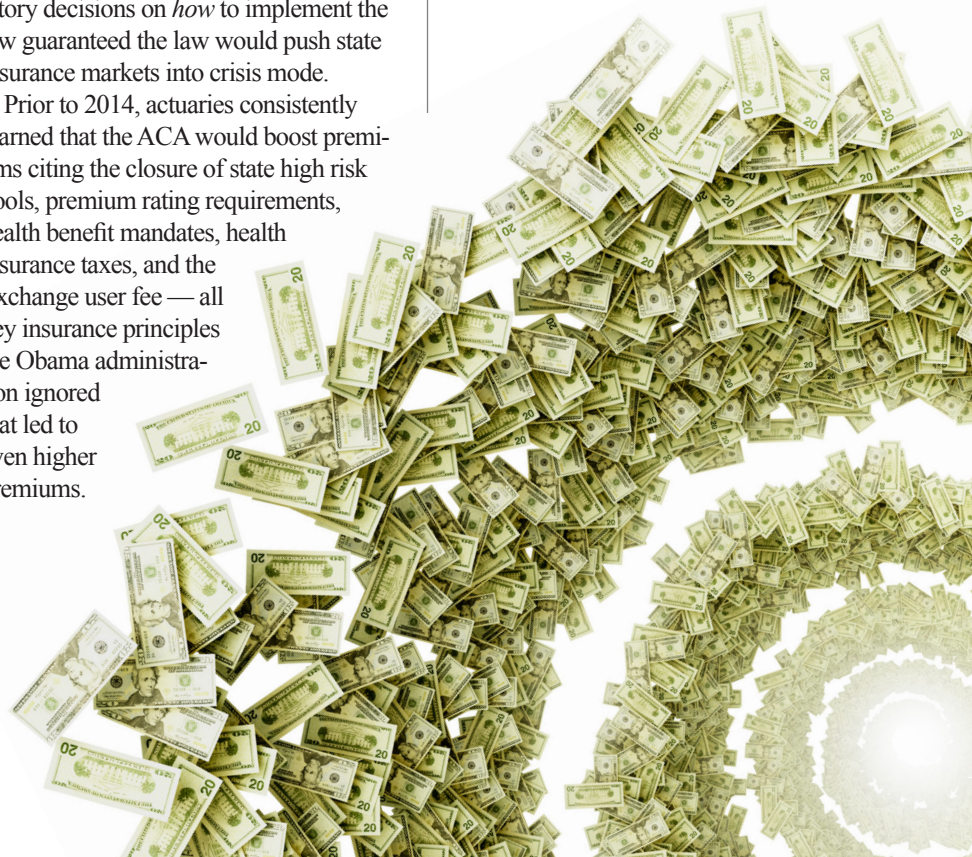 tory decisions on how to implement the
w guaranteed the law would push state
surance markets into crisis mode.
Prior to 2014, actuaries consistently
arned that the ACA would boost premi-
ms citing the closure of state high risk
ools, premium rating requirements,
ealth benefit mandates, health
surance taxes, and the
xchange user fee — all
ey insurance principles
e Obama administra-
on ignored
at led to
ven higher
remiums.